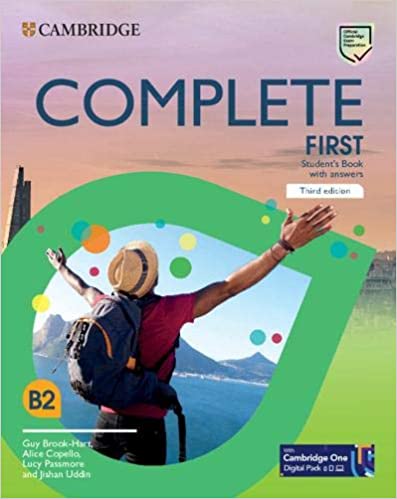 CAMBRIDGE
Official
Cambridge
Exam
Preparation
COMPLETE
FIRST
Student's Book
with answers
Third edition
B2
Guy Brook-Hart,
Alice Copello,
Lucy Passmore
and Jishan Uddin
With
Cambridge One
Digital Pack